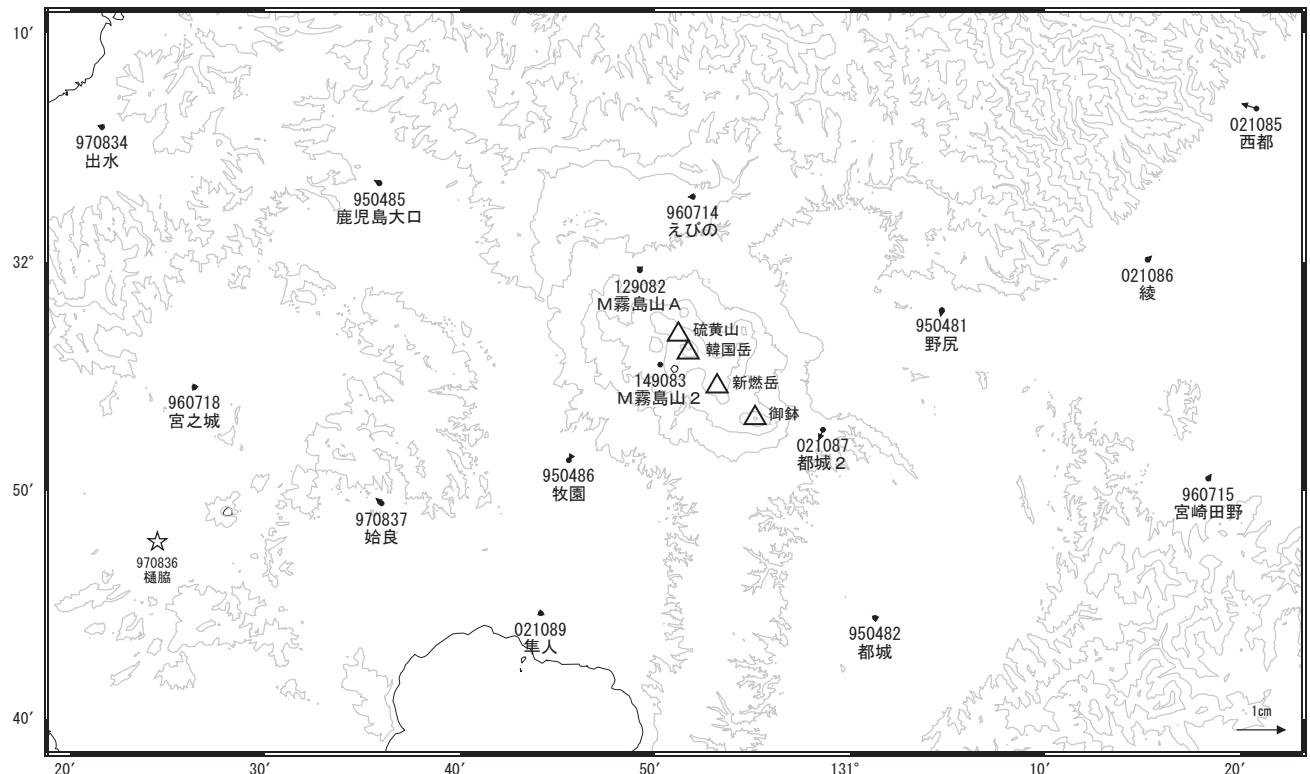 10′
021085
西都
970834
出水
950485
鹿児島大口
960714
えびの
32°
021086
綾
129082
M霧島山A
950481
野尻
硫黄山
韓国岳
149083
M霧島山2
新燃岳
960718
宮之城
御鉢
021087
都城2
950486
牧園
50′
960715
宮崎田野
970837
姶良
970836
樋脇
021089
隼人
950482
都城
40′
1cm
20′
30′
40′
50′
131°
10′
20′